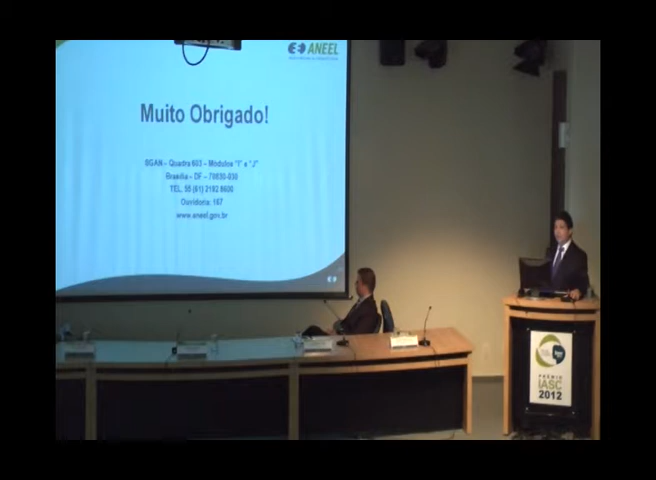 ANEEL
Muito Obrigado!
SGAN – Quadra 603 – Módulos "I" e "J"
Brasília – DF – 70830-030
TEL. 55 (61) 2192 8600
Ouvidoria: 167
www.aneel.gov.br
PRÊMIO
IASC
2012